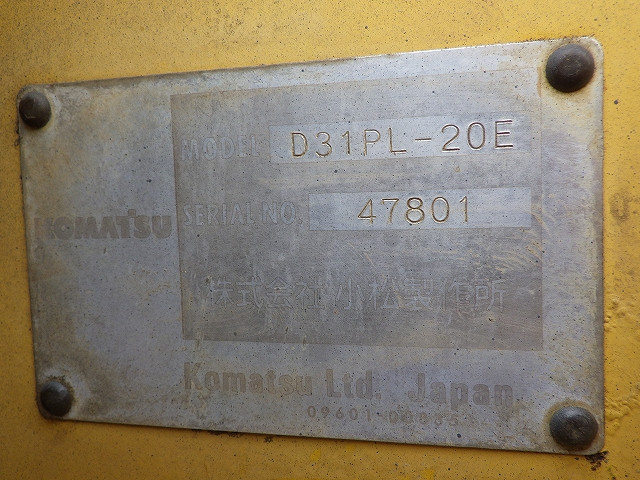 MODEL D31PL-20E
KOMATSU
SERIAL NO. 47801
株式会社小松製作所
Komatsu Ltd. Japan